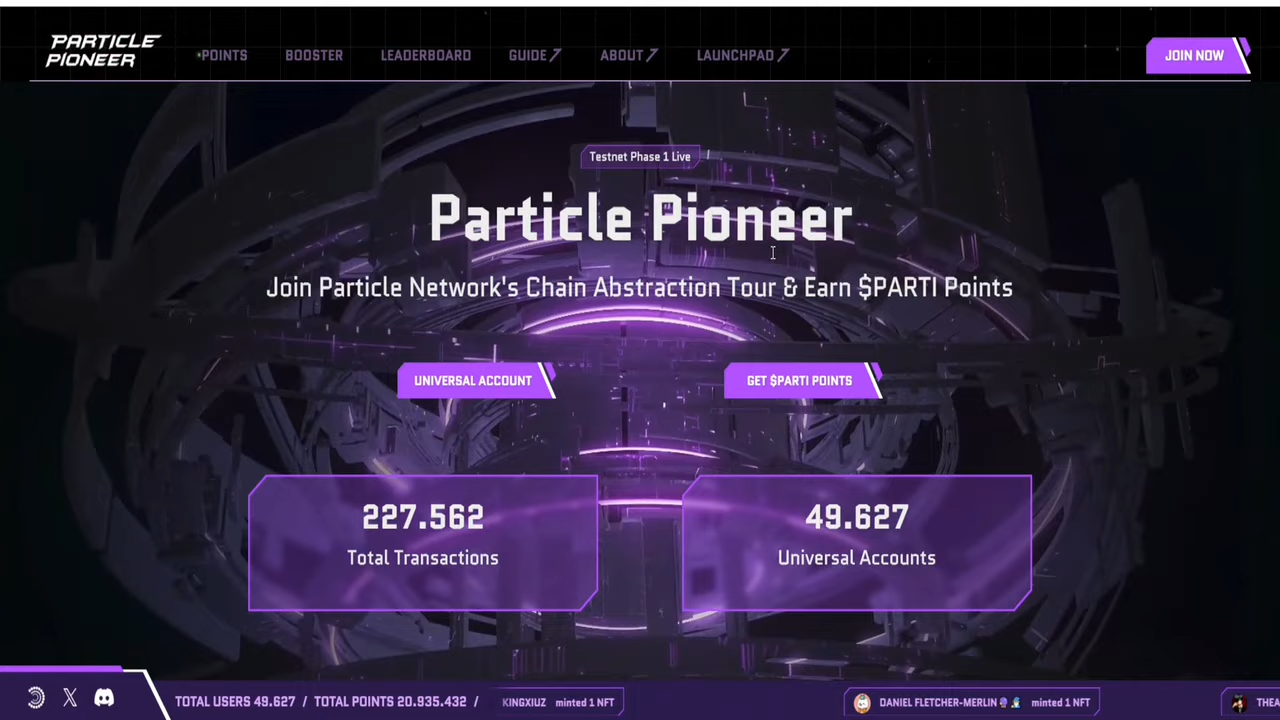 PARTICLE
PIONEER
POINTS
BOOSTER
LEADERBOARD
GUIDE
ABOUT
LAUNCHPAD
JOIN NOW
Testnet Phase 1 Live
Particle Pioneer
Join Particle Network's Chain Abstraction Tour & Earn $PARTI Points
UNIVERSAL ACCOUNT
GET $PARTI POINTS
227.562
Total Transactions
49.627
Universal Accounts
TOTAL USERS 49.627 / TOTAL POINTS 20.935.432 /
KINGXIUZ minted 1 NFT
DANIEL FLETCHER-MERLIN minted 1 NFT
THEA